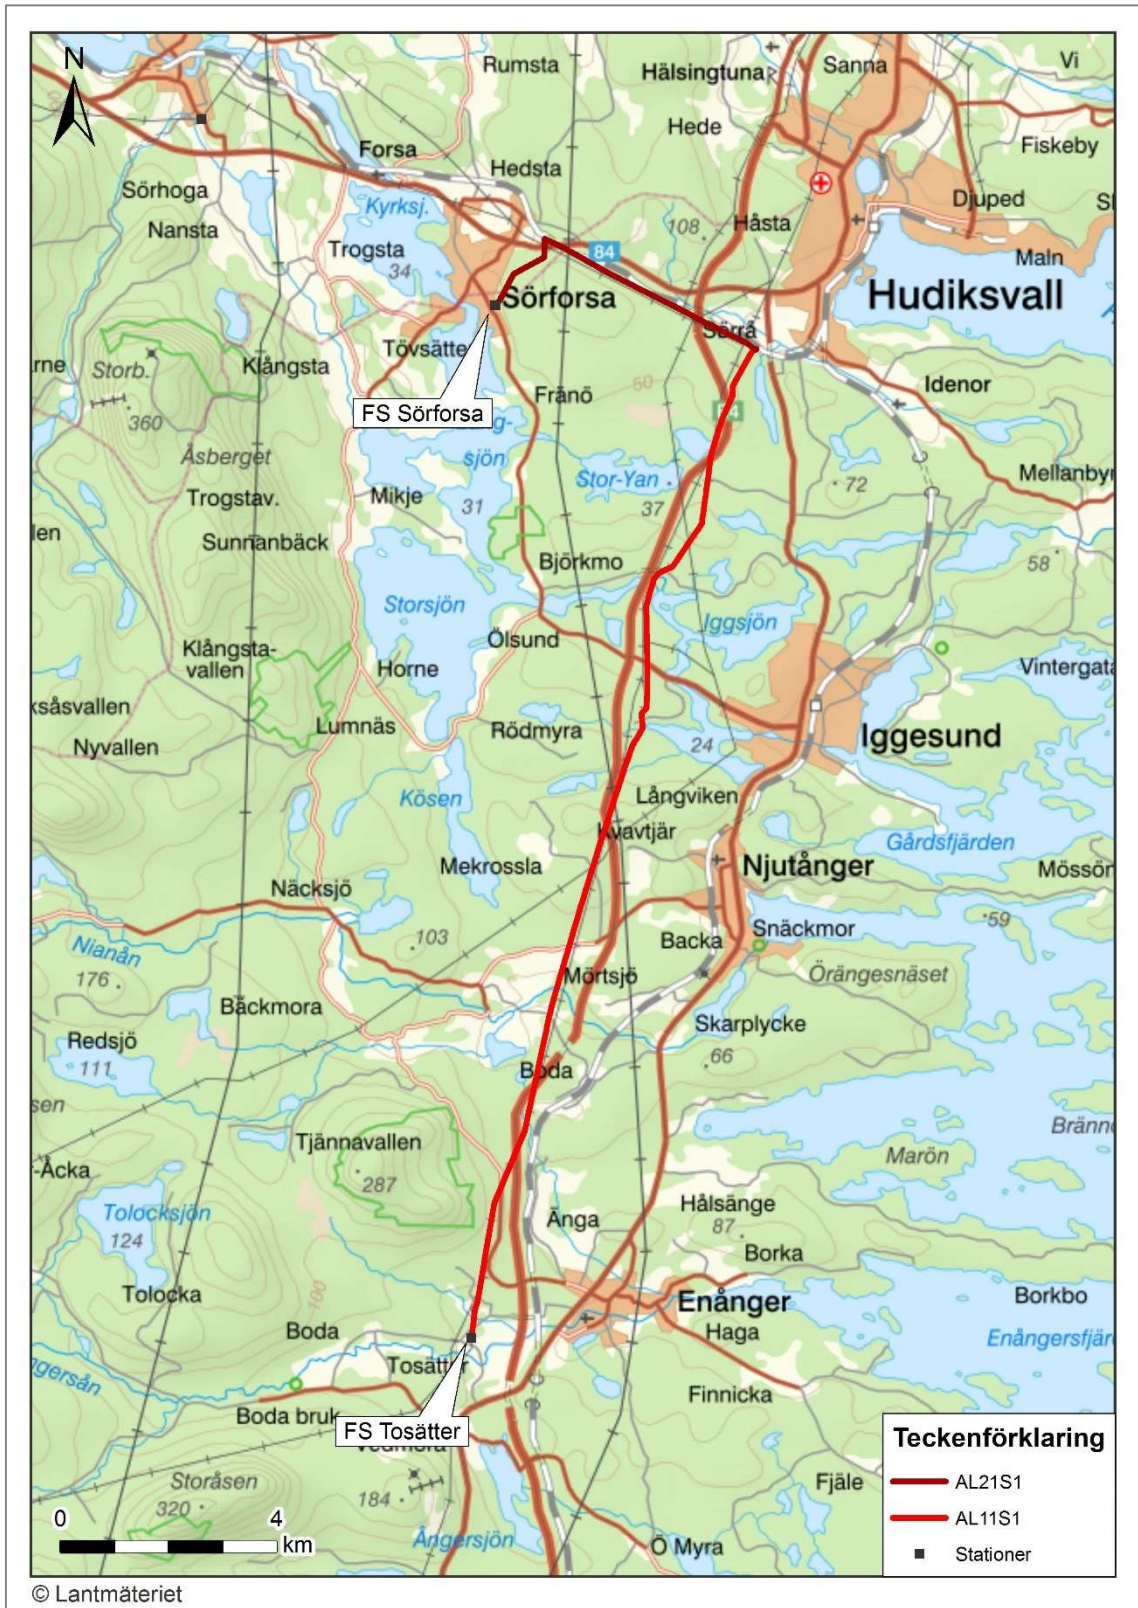 N
Rumsta
Hälsingtuna
Sanna
Vi
Hede
Forsa
Hedsta
Fiskeby
Sörhoga
Kyrksj.
Djuped
Nansta
Trogsta
108
Håsta
34
84
Maln
Sörforsa
Hudiksvall
Sörrå
Tövsätte
Klångsta
Storb.
Frånö
50
Idenor
FS Sörforsa
360
Åsberget
sjön
Stor-Yan
72
Mellanby
Trogstav.
Mikje
31
37
Sunnanbäck
Björkmo
58
Storsjön
Iggsjön
Ölsund
Klångsta-
vallen
Horne
Vintergata
ksåsvallen
Lumnäs
Rödmyra
24
Iggesund
Nyvallen
Kösen
Långviken
Kvavtjär
Gårdsfjärden
Mekrossla
Njutånger
Näcksjö
59
103
Snäckmor
Nianån
Backa
176
Mörtsjö
Örängesnäset
Bäckmora
Redsjö
Skarplycke
111
66
Boda
Tjännavallen
Marön
-Åcka
287
Hålsänge
Tolocksjön
Änga
87
124
Borka
Tolocka
100
Enånger
Borkbo
Boda
Haga
Enångersfjär
Tosätter
Finnicka
Boda bruk
FS Tosätter
Storåsen
320
184
Fjäle
Ångersjön
Ö Myra
0 4
km
Teckenförklaring
AL21S1
AL11S1
Stationer
© Lantmäteriet